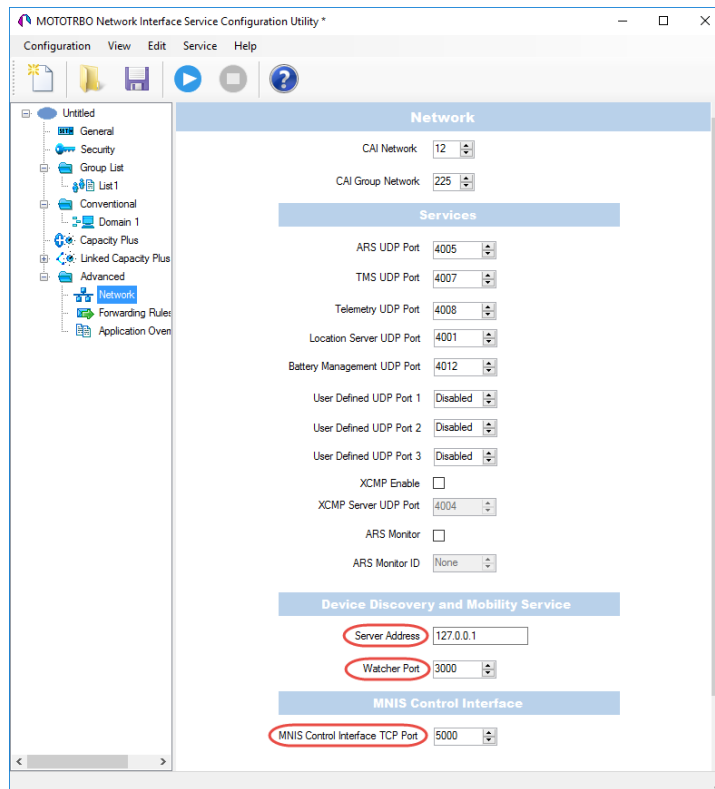 MOTOTRBO Network Interface Service Configuration Utility *
Configuration View Edit Service Help
Untitled
General
Security
Group List
List1
Conventional
Domain 1
Capacity Plus
Linked Capacity Plus
Advanced
Network
Forwarding Rules
Application Over
Network
CAI Network 12
CAI Group Network 225
Services
ARS UDP Port 4005
TMS UDP Port 4007
Telemetry UDP Port 4008
Location Server UDP Port 4001
Battery Management UDP Port 4012
User Defined UDP Port 1 Disabled
User Defined UDP Port 2 Disabled
User Defined UDP Port 3 Disabled
XCMP Enable
XCMP Server UDP Port 4004
ARS Monitor
ARS Monitor ID None
Device Discovery and Mobility Service
Server Address 127.0.0.1
Watcher Port 3000
MNIS Control Interface
MNIS Control Interface TCP Port 5000